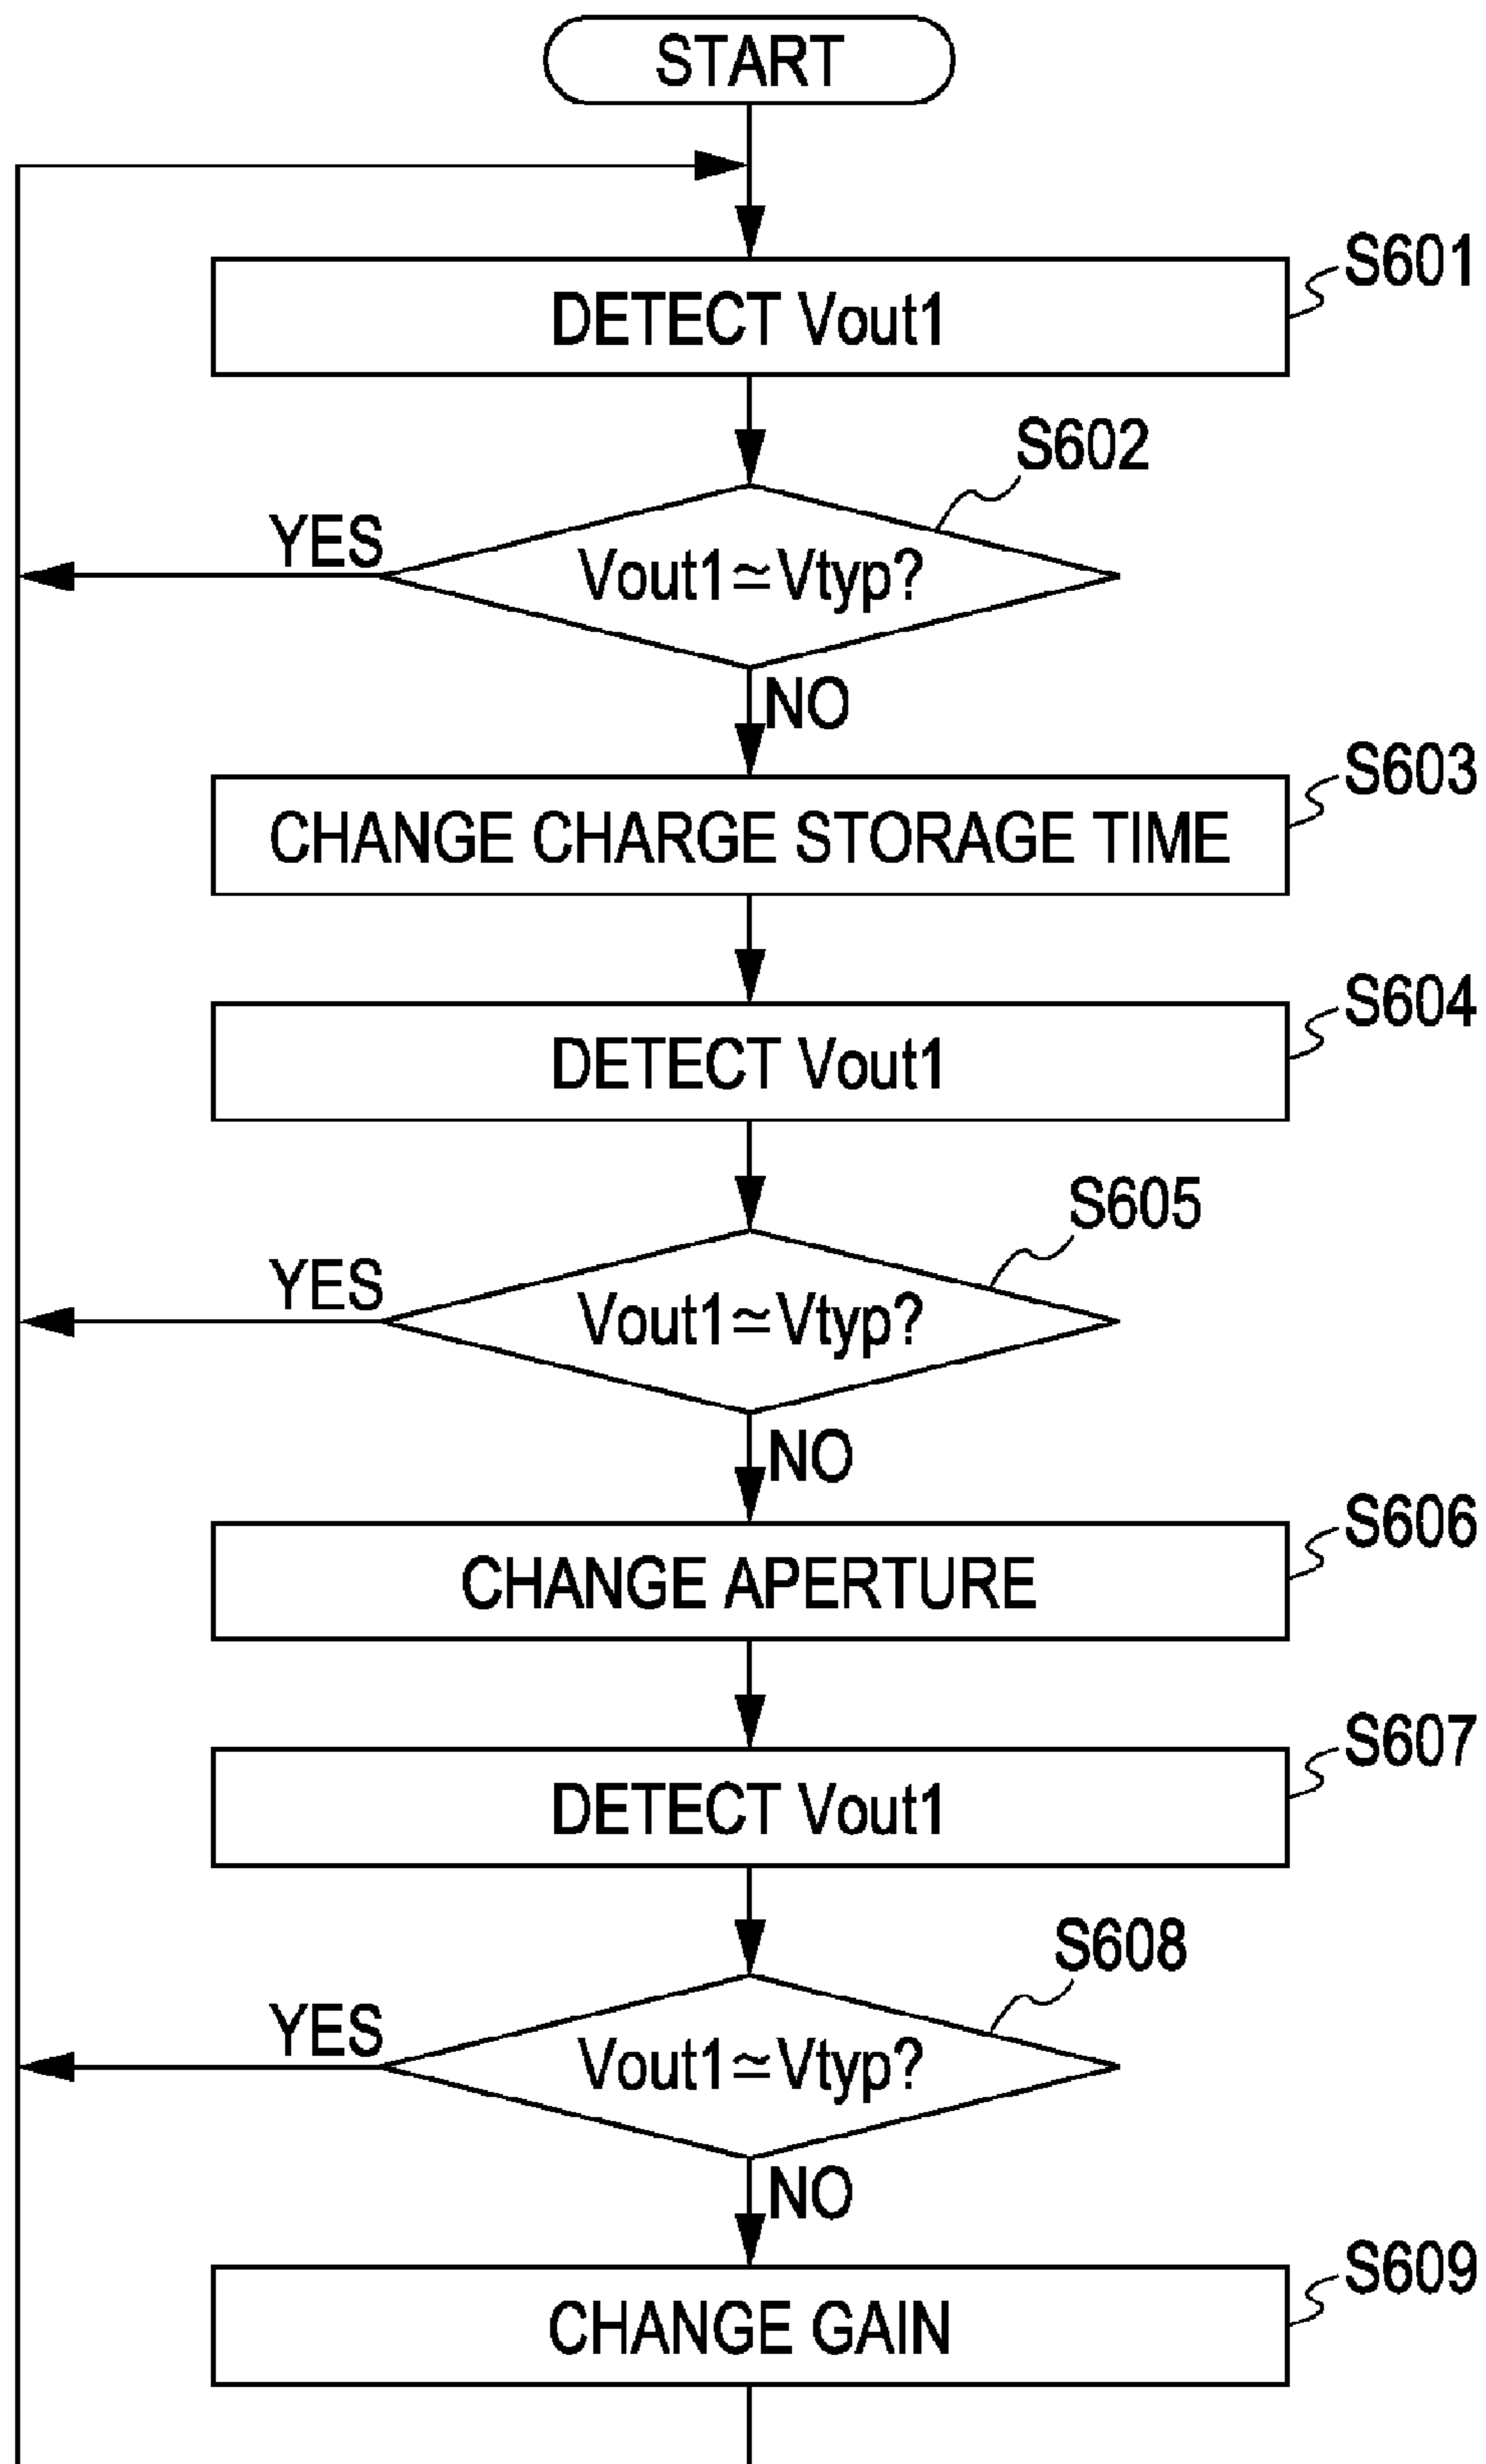 START
S601
DETECT Vout1
S602
YES
Vout1≃Vtyp?
NO
S603
CHANGE CHARGE STORAGE TIME
S604
DETECT Vout1
S605
YES
Vout1≃Vtyp?
NO
S606
CHANGE APERTURE
S607
DETECT Vout1
S608
YES
Vout1≃Vtyp?
NO
S609
CHANGE GAIN